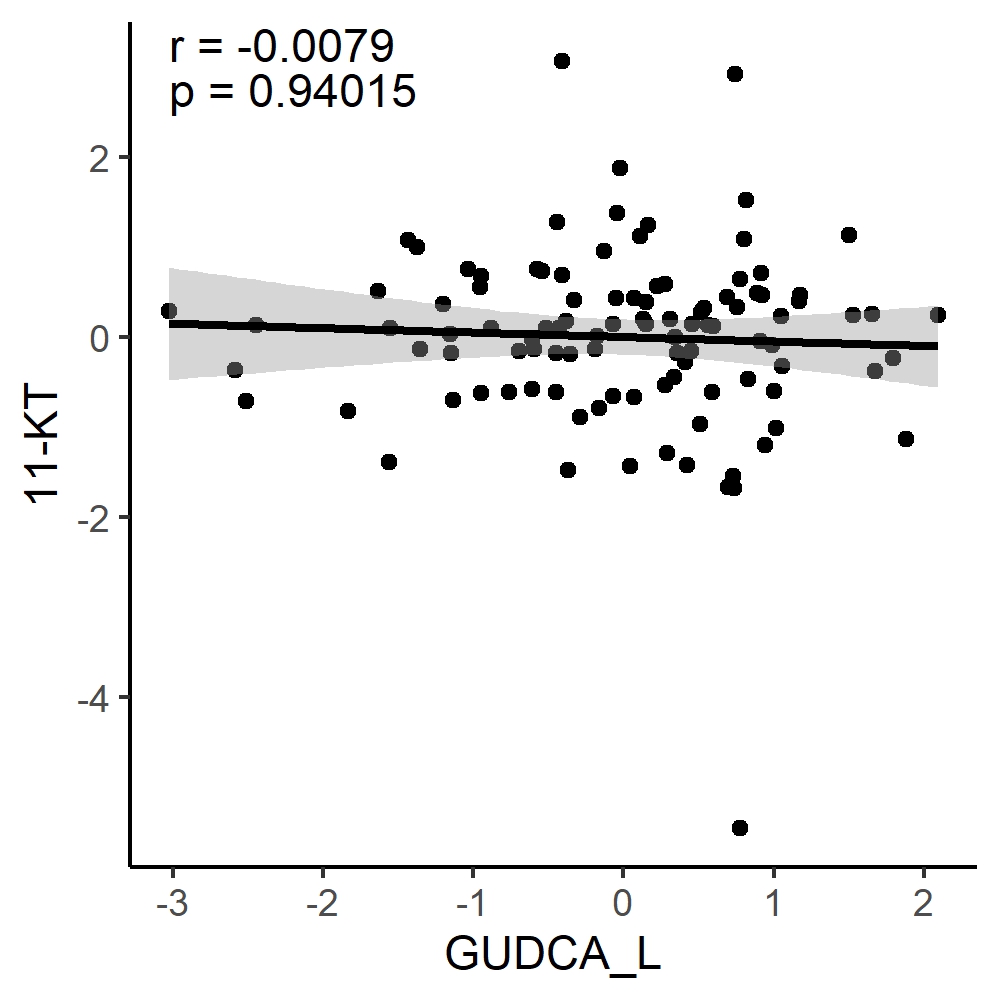 r = -0.0079
p = 0.94015
11-KT
2
0
-2
-4
-3 -2 -1 0 1 2
GUDCA_L